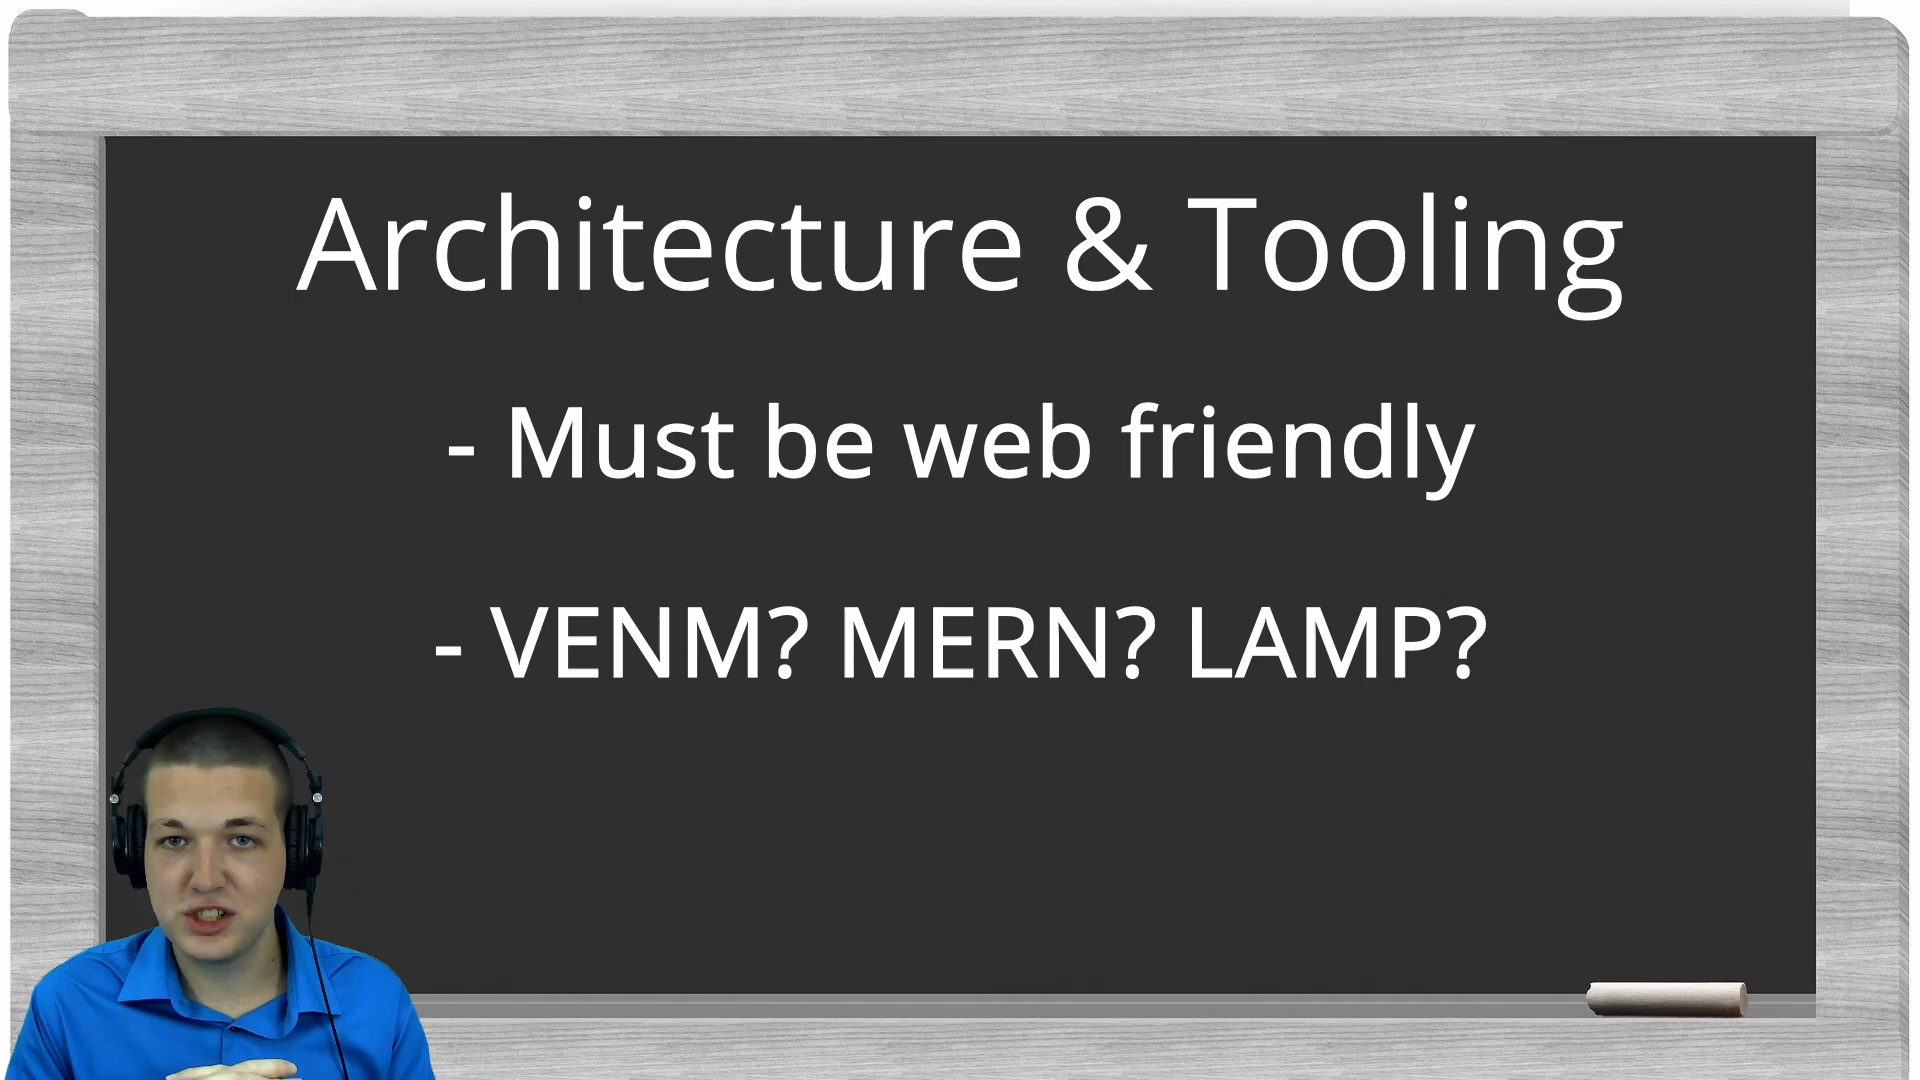 Architecture & Tooling
- Must be web friendly
- VENM? MERN? LAMP?